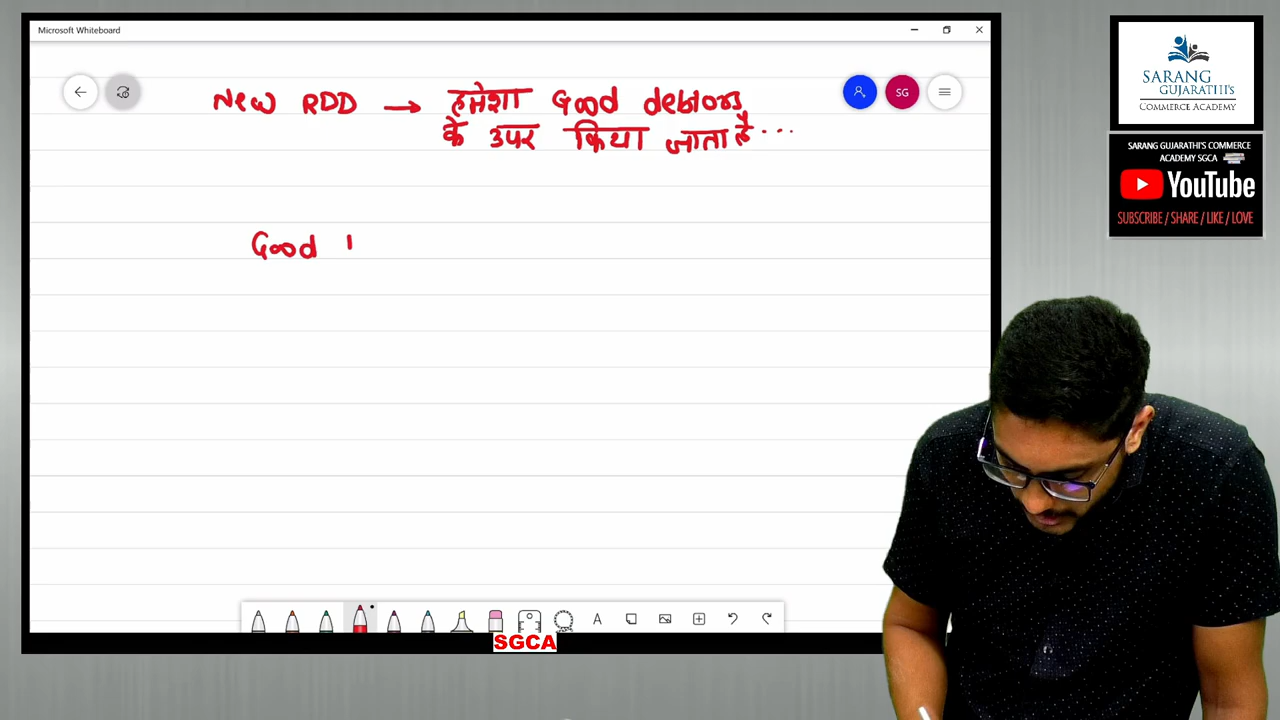 Microsoft Whiteboard
New RDD → हमेशा Good debtors
के उपर किया जाता है...
SG
Good
SGCA
SARANG
GUJARATHI'S
COMMERCE ACADEMY
SARANG GUJARATHI'S COMMERCE
ACADEMY SGCA
YouTube
SUBSCRIBE / SHARE / LIKE / LOVE